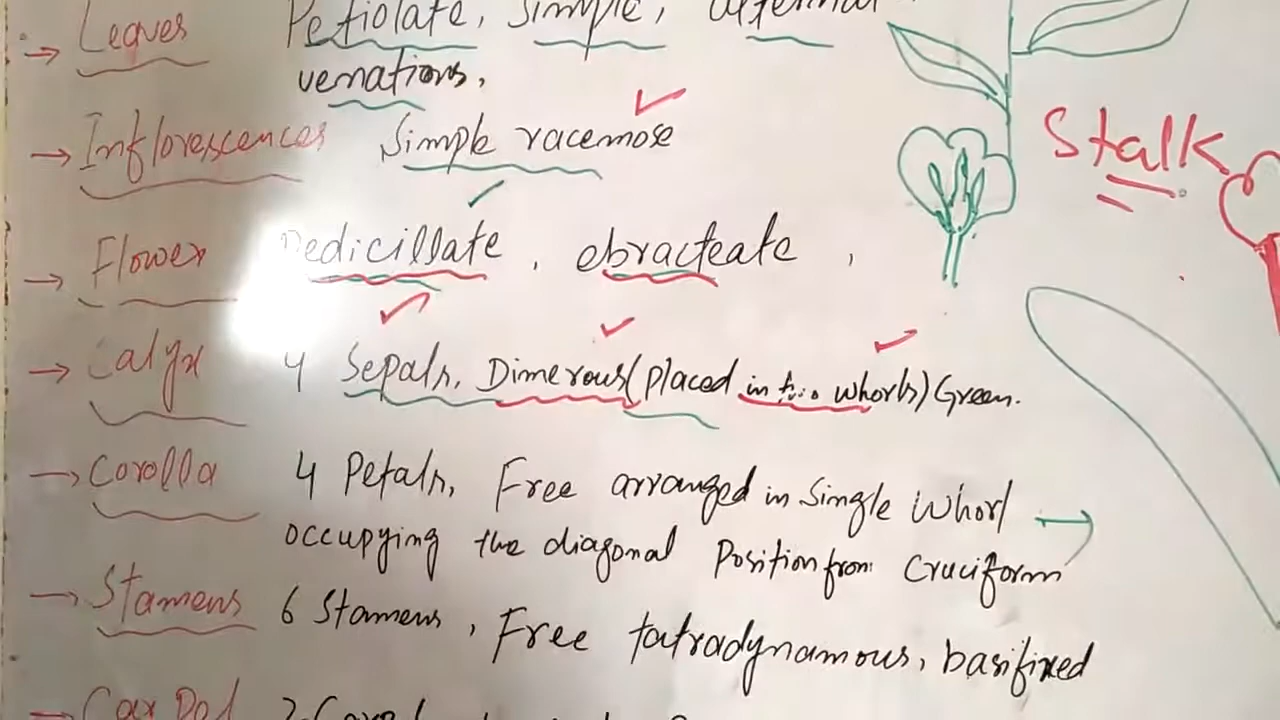 → Leaves Petiolate, Simple,
venations,
→ Inflorescences Simple racemose
Stalk
→ Flower Pedicillate, ebracteate,
→ Calyx 4 Sepals, Dimerous (placed in two whorls) Green.
→ Corolla 4 Petals, Free arranged in Single Whorl →
occupying the diagonal Position from Cruciform
→ Stamens 6 Stamens, Free tatradynamous, basifixed